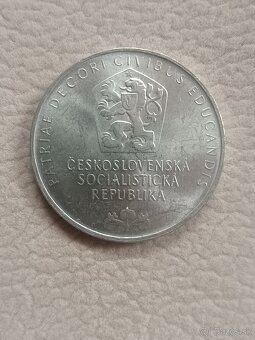 PATRIAE DECORI CIVIBUS EDUCANDIS
ČESKOSLOVENSKÁ
SOCIALISTICKÁ
REPUBLIKA